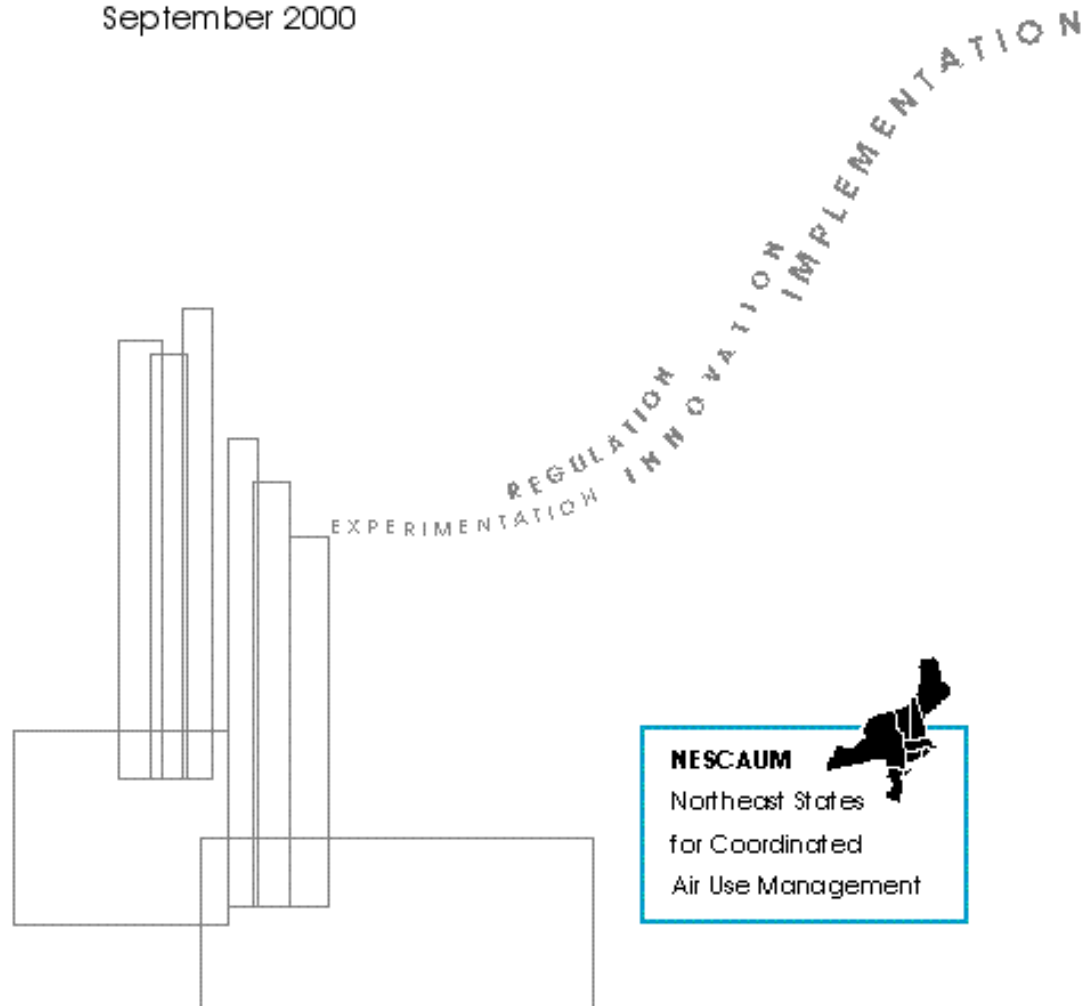 September 2000
EXPERIMENTATION
REGULATION
INNOVATION
IMPLEMENTATION
NESCAUM
Northeast States
for Coordinated
Air Use Management